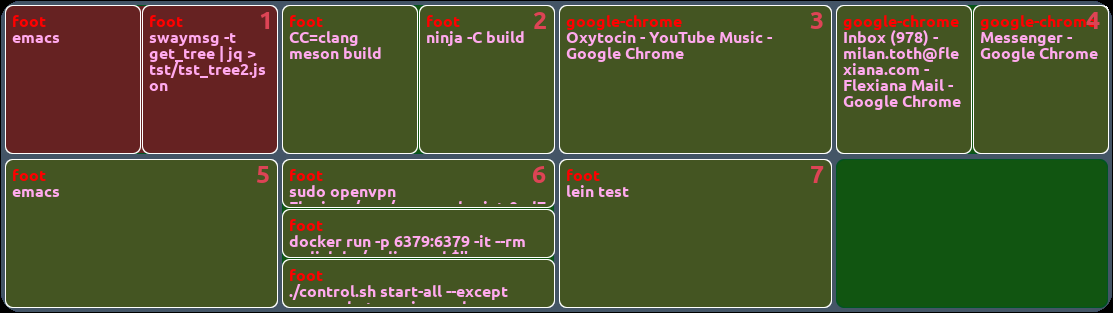 foot
emacs
1
foot
swaymsg -t
get_tree | jq >
tst/tst_tree2.js
on
foot
CC=clang
meson build
2
foot
ninja -C build
3
google-chrome
Oxytocin - YouTube Music -
Google Chrome
google-chrome
Inbox (978) -
milan.toth@fle
xiana.com -
Flexiana Mail -
Google Chrome
4
google-chrom
Messenger -
Google Chrome
5
foot
emacs
6
foot
sudo openvpn
foot
docker run -p 6379:6379 -it --rm
foot
./control.sh start-all --except
7
foot
lein test